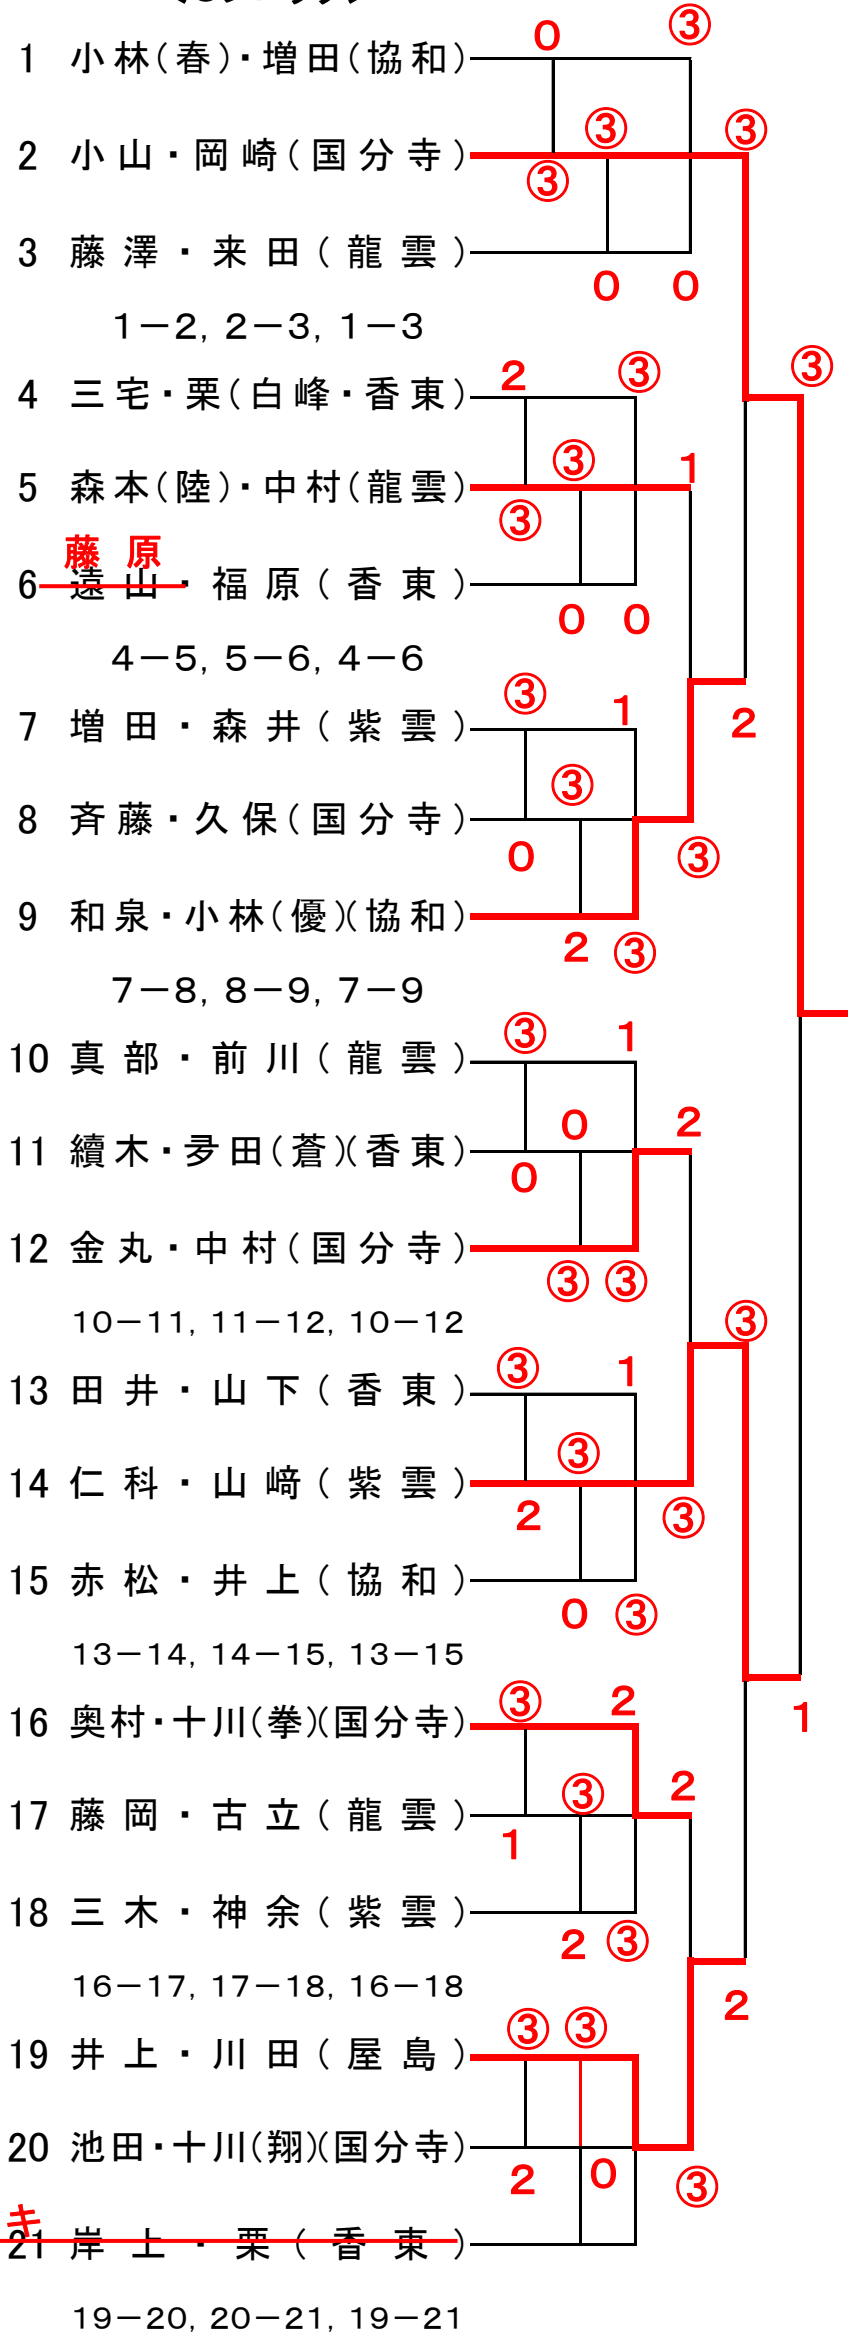 0 ③
1 小林(春)・増田(協和)
③ ③
2 小山・岡崎(国分寺)
③
3 藤澤・来田(龍雲)
0 0
1－2, 2－3, 1－3
2 ③ ③
4 三宅・栗(白峰・香東)
③ 1
5 森本(陸)・中村(龍雲)
③
藤原
6 遠山・福原(香東)
0 0
4－5, 5－6, 4－6
③ 1 2
7 増田・森井(紫雲)
③
8 斉藤・久保(国分寺)
0 ③
9 和泉・小林(優)(協和)
2 ③
7－8, 8－9, 7－9
③ 1
10 真部・前川(龍雲)
0 2
11 續木・夛田(蒼)(香東)
0
12 金丸・中村(国分寺)
③ ③
10－11, 11－12, 10－12 ③
③ 1
13 田井・山下(香東)
③
14 仁科・山﨑(紫雲)
2 ③
15 赤松・井上(協和)
0 ③
13－14, 14－15, 13－15
③ 2 1
16 奥村・十川(拳)(国分寺)
③ 2
17 藤岡・古立(龍雲)
1
18 三木・神余(紫雲)
2 ③
16－17, 17－18, 16－18 2
③ ③
19 井上・川田(屋島)
20 池田・十川(翔)(国分寺)
2 0 ③
キ
21 岸上・栗(香東)
19－20, 20－21, 19－21